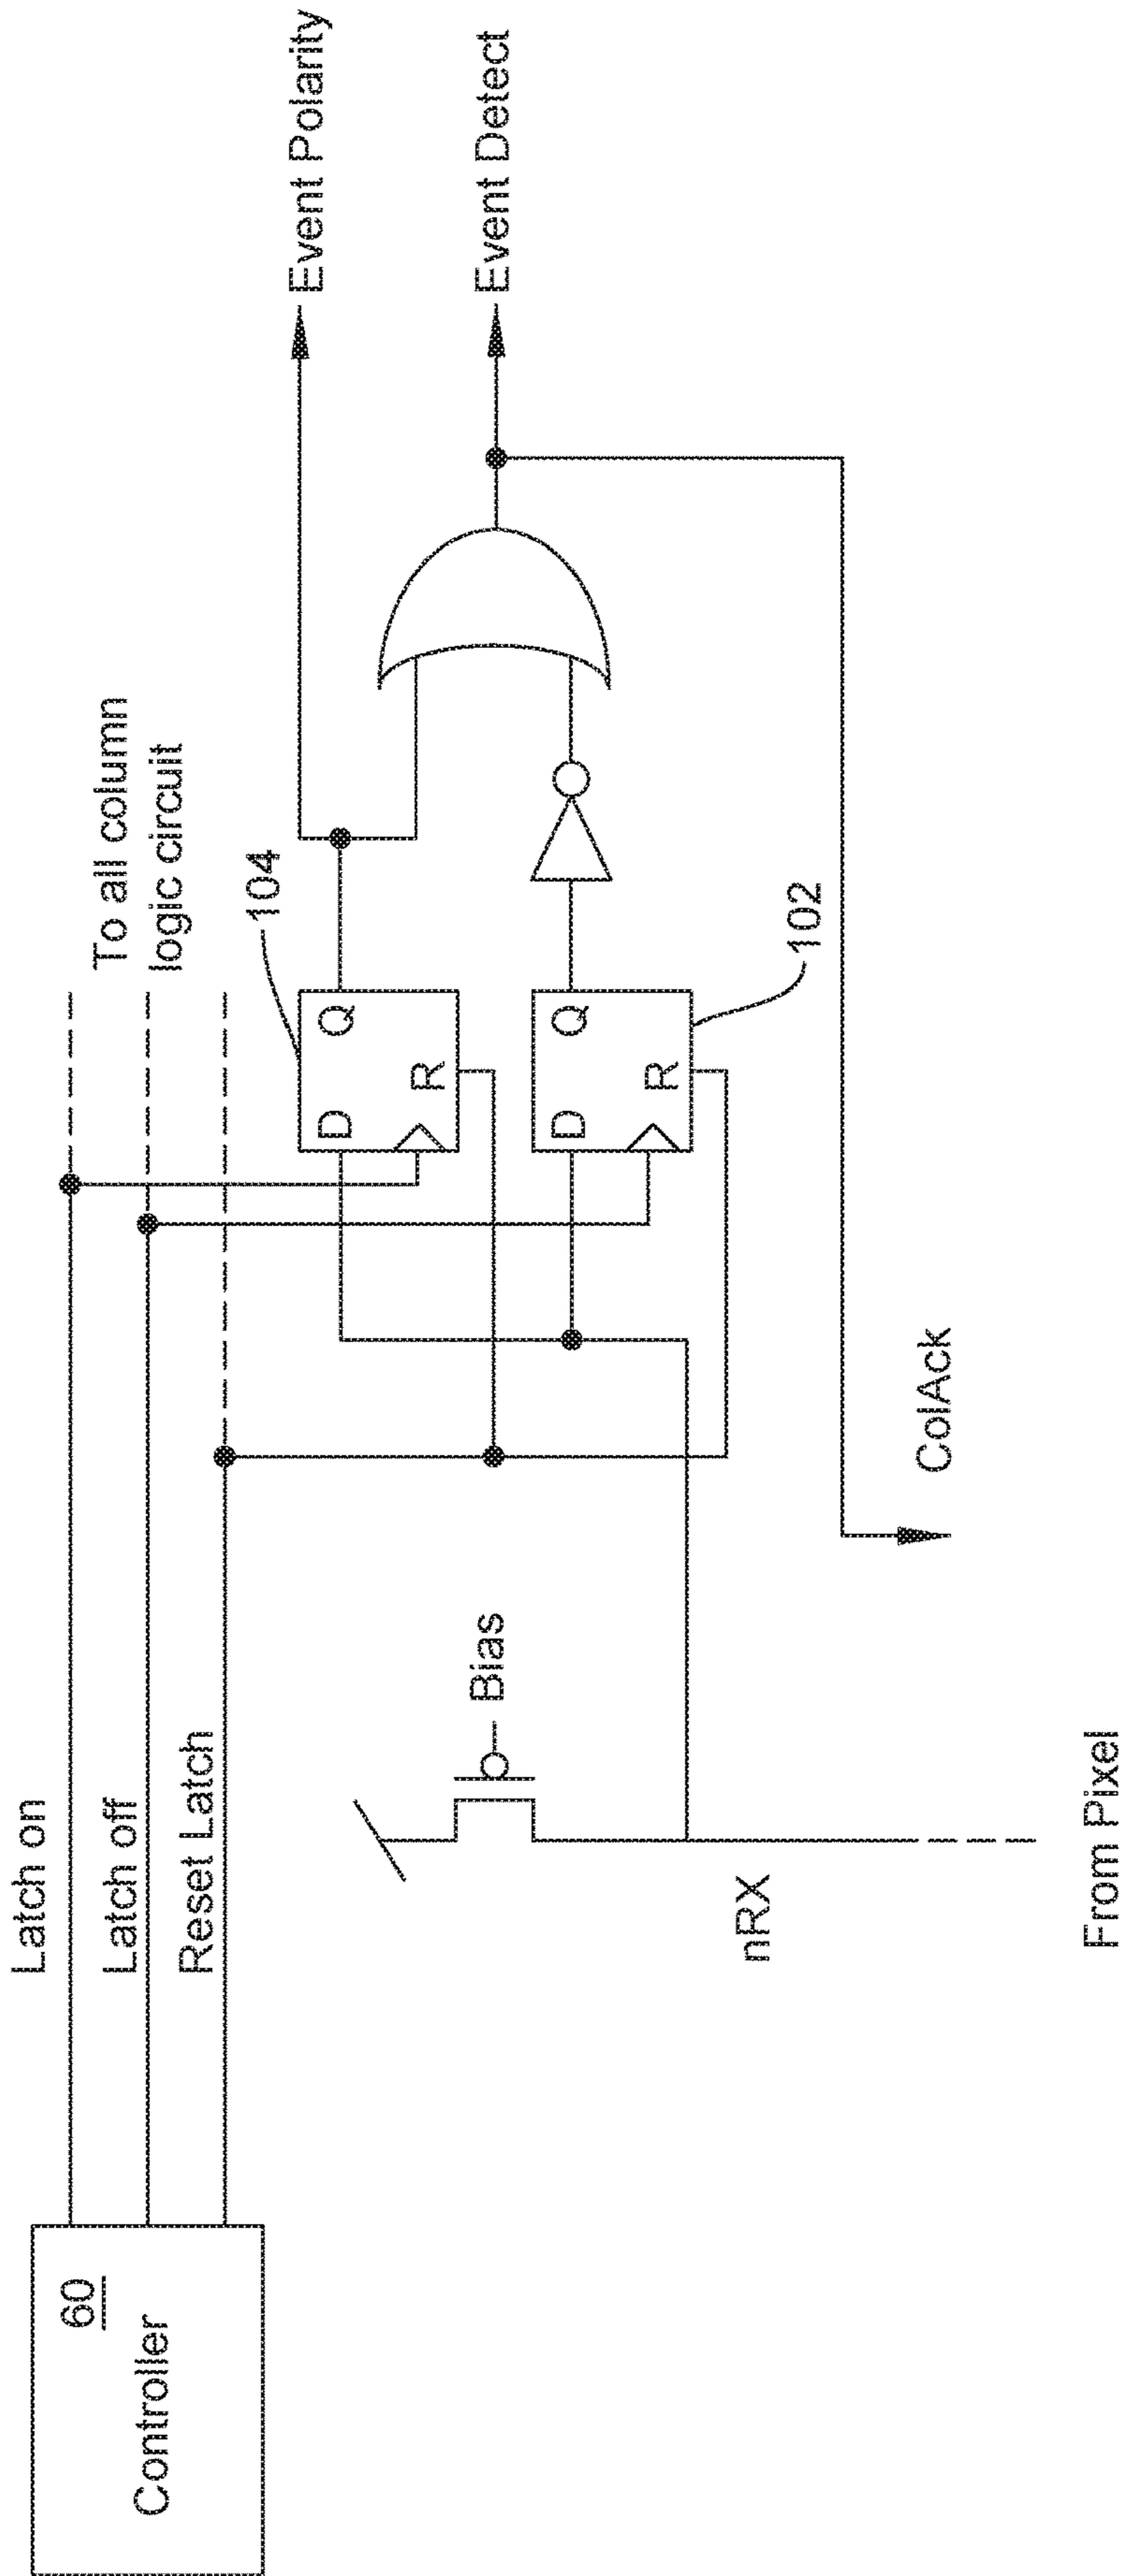 60
Controller
Latch on
Latch off
Reset Latch
To all column
logic circuit
104
D
Q
R
D
Q
R
102
Event Polarity
Event Detect
Bias
nRX
ColAck
From Pixel